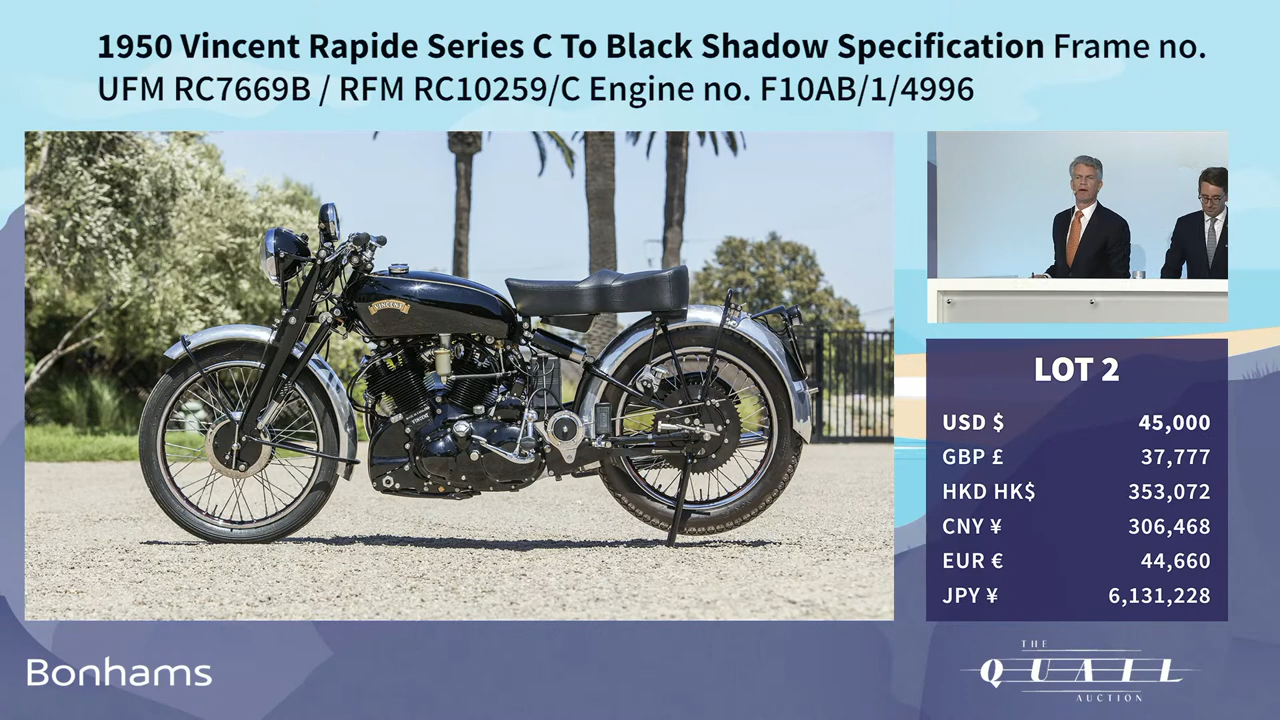 1950 Vincent Rapide Series C To Black Shadow Specification Frame no.
UFM RC7669B / RFM RC10259/C Engine no. F10AB/1/4996
VINCENT
LOT 2
USD $ 45,000
GBP £ 37,777
HKD HK$ 353,072
CNY ¥ 306,468
EUR € 44,660
JPY ¥ 6,131,228
Bonhams
THE
QUAIL
AUCTION